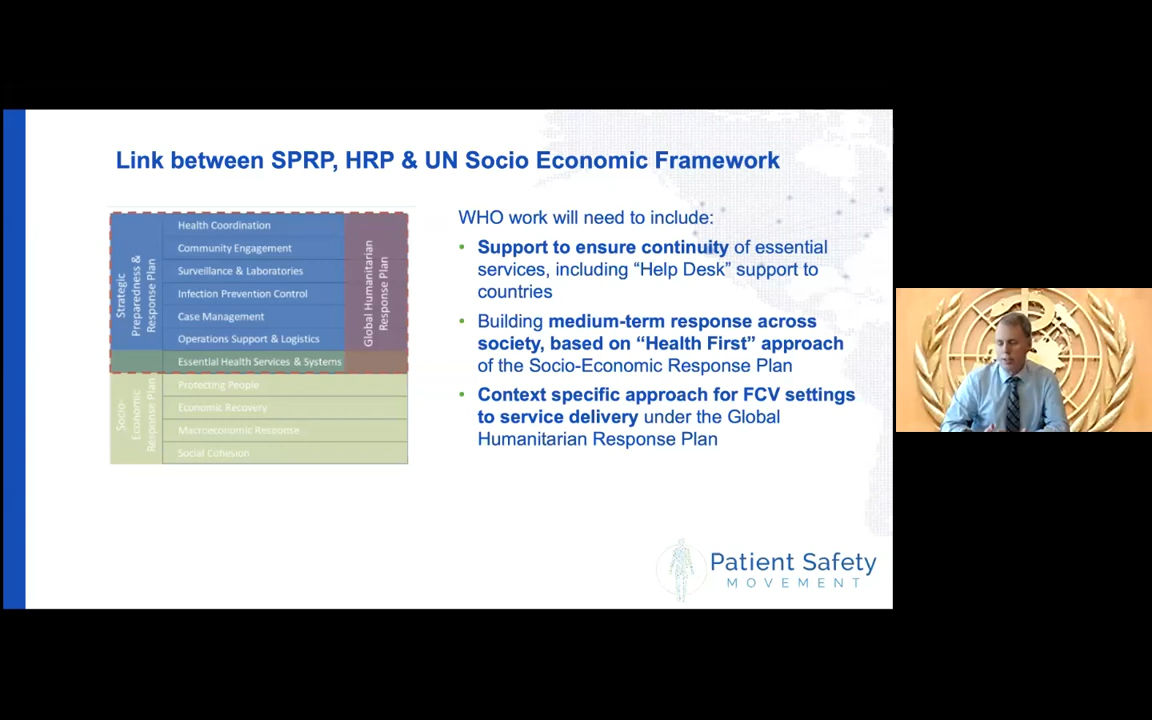 Link between SPRP, HRP & UN Socio Economic Framework
Strategic
Preparedness &
Response Plan
Health Coordination
Community Engagement
Surveillance & Laboratories
Infection Prevention Control
Case Management
Operations Support & Logistics
Essential Health Services & Systems
Global Humanitarian
Response Plan
Socio-
Economic
Response Plan
Protecting People
Economic Recovery
Macroeconomic Response
Social Cohesion
WHO work will need to include:
• Support to ensure continuity of essential
services, including “Help Desk” support to
countries
• Building medium-term response across
society, based on “Health First” approach
of the Socio-Economic Response Plan
• Context specific approach for FCV settings
to service delivery under the Global
Humanitarian Response Plan
Patient Safety
MOVEMENT